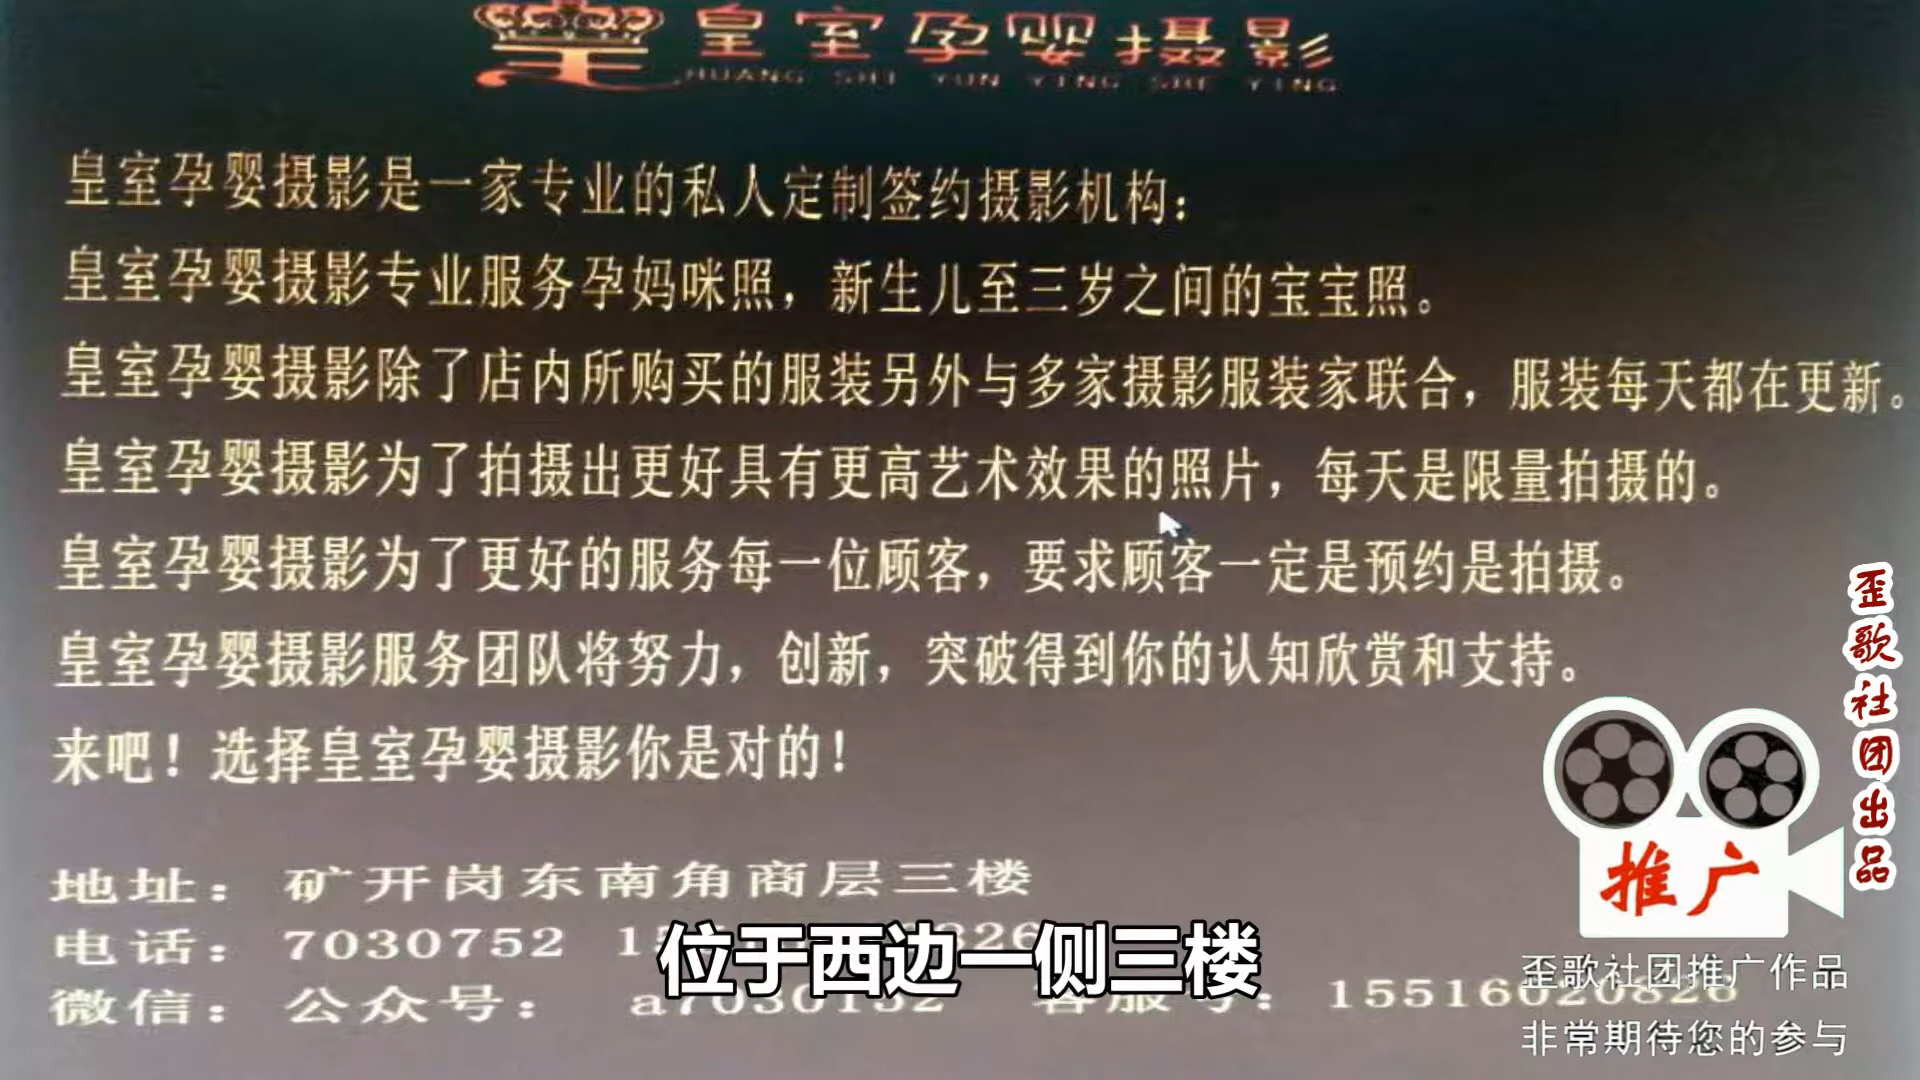 皇室孕婴摄影
HUANG SHI YUN YING SHE YING
皇室孕婴摄影是一家专业的私人定制签约摄影机构：
皇室孕婴摄影专业服务孕妈咪照，新生儿至三岁之间的宝宝照。
皇室孕婴摄影除了店内所购买的服装另外与多家摄影服装家联合，服装每天都在更新。
皇室孕婴摄影为了拍摄出更好具有更高艺术效果的照片，每天是限量拍摄的。
皇室孕婴摄影为了更好的服务每一位顾客，要求顾客一定是预约是拍摄。
皇室孕婴摄影服务团队将努力，创新，突破得到你的认知欣赏和支持。
来吧！选择皇室孕婴摄影你是对的！
地址：矿开岗东南角商层三楼
电话：7030752
微信：公众号：
客服号：15516020826
位于西边一侧三楼
歪歌社团出品
推广
歪歌社团推广作品
非常期待您的参与